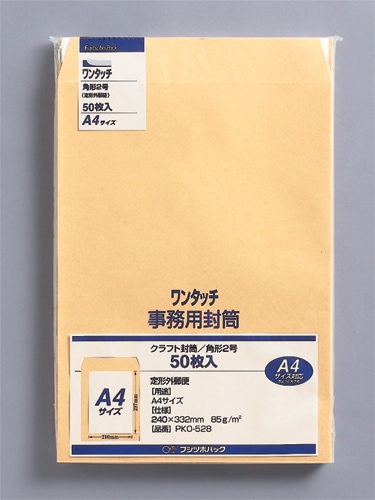 ワンタッチ
角形2号
(定形外郵便)
50枚入
A4サイズ
ワンタッチ
事務用封筒
クラフト封筒/角形2号
50枚入
A4
サイズ対応
A4
サイズ
297mm
210mm
定形外郵便
[用途]
A4サイズ
[仕様]
240×332mm 85g/m²
[品番] PKO-528
フジツボハック